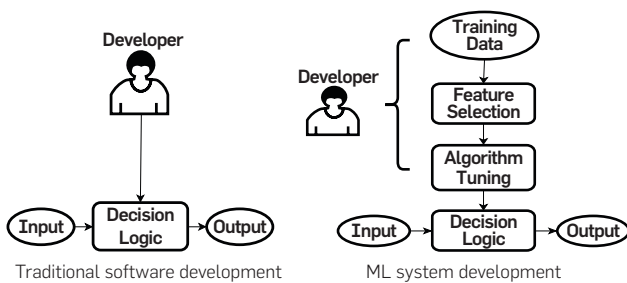 Developer
Input
Decision
Logic
Output
Traditional software development
Training
Data
Developer
Feature
Selection
Algorithm
Tuning
Input
Decision
Logic
Output
ML system development